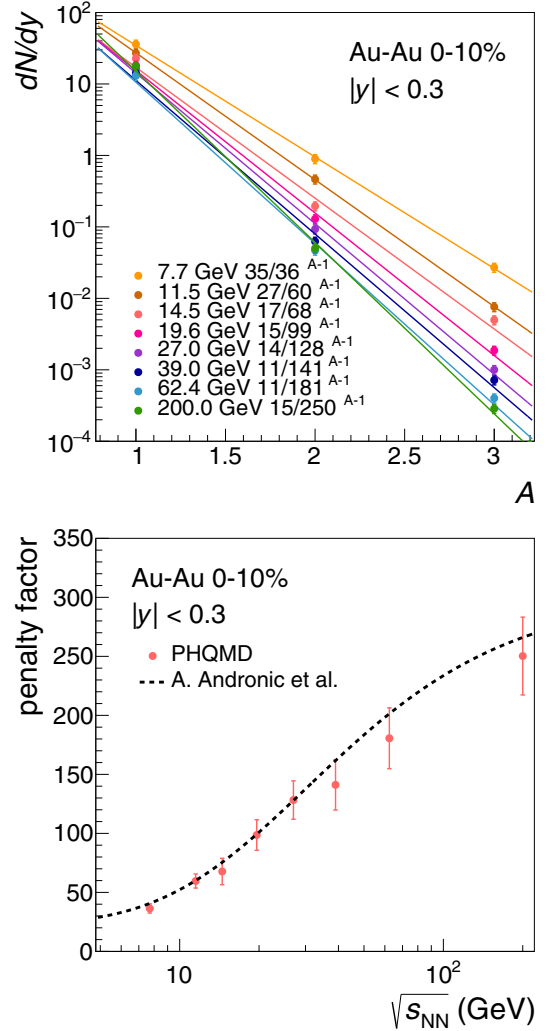 dN/dy
10²
10
1
10⁻¹
10⁻²
10⁻³
10⁻⁴
Au-Au 0-10%
|y| < 0.3
7.7 GeV 35/36 ᴬ⁻¹
11.5 GeV 27/60 ᴬ⁻¹
14.5 GeV 17/68 ᴬ⁻¹
19.6 GeV 15/99 ᴬ⁻¹
27.0 GeV 14/128 ᴬ⁻¹
39.0 GeV 11/141 ᴬ⁻¹
62.4 GeV 11/181 ᴬ⁻¹
200.0 GeV 15/250 ᴬ⁻¹
1 1.5 2 2.5 3
A
penalty factor
350
300
250
200
150
100
50
0
Au-Au 0-10%
|y| < 0.3
PHQMD
A. Andronic et al.
10 10²
√sNN (GeV)